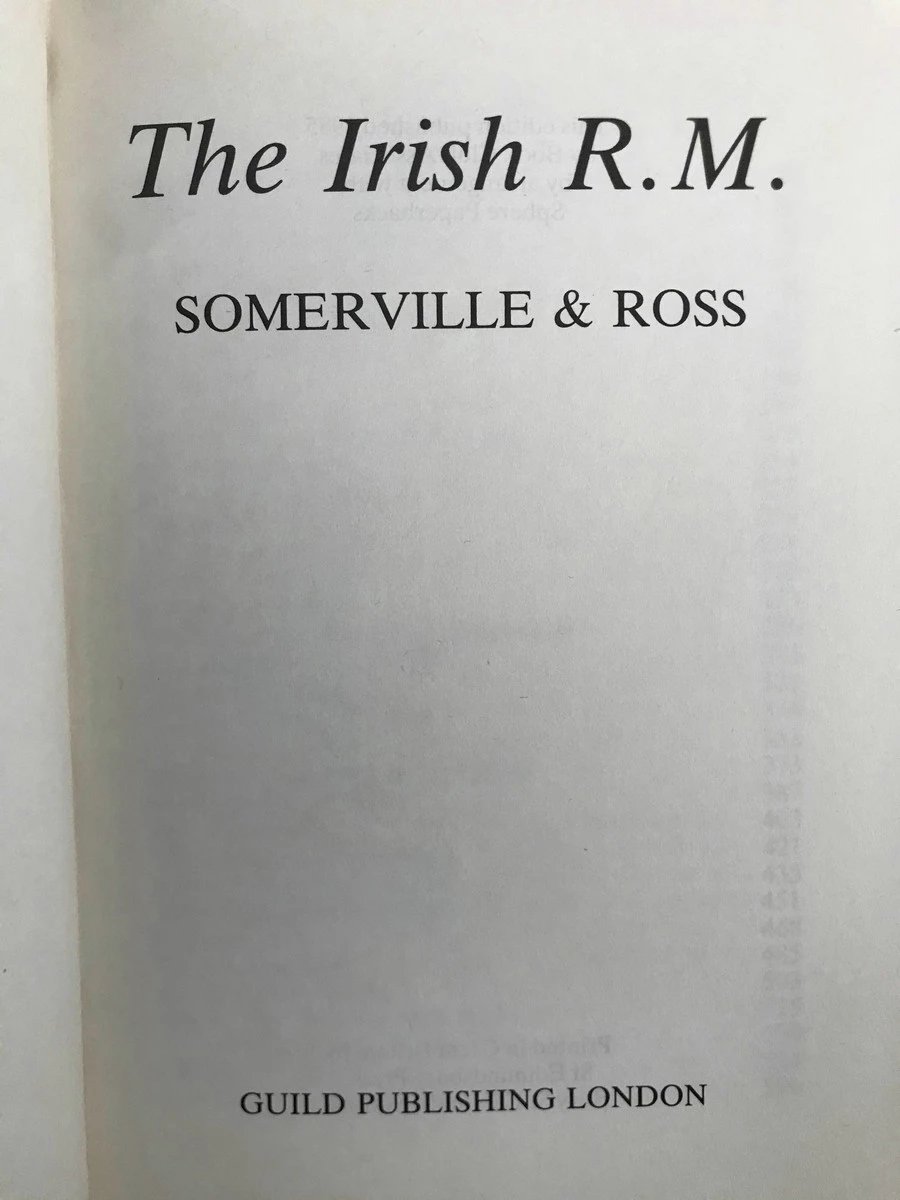 The Irish R.M.
SOMERVILLE & ROSS
GUILD PUBLISHING LONDON